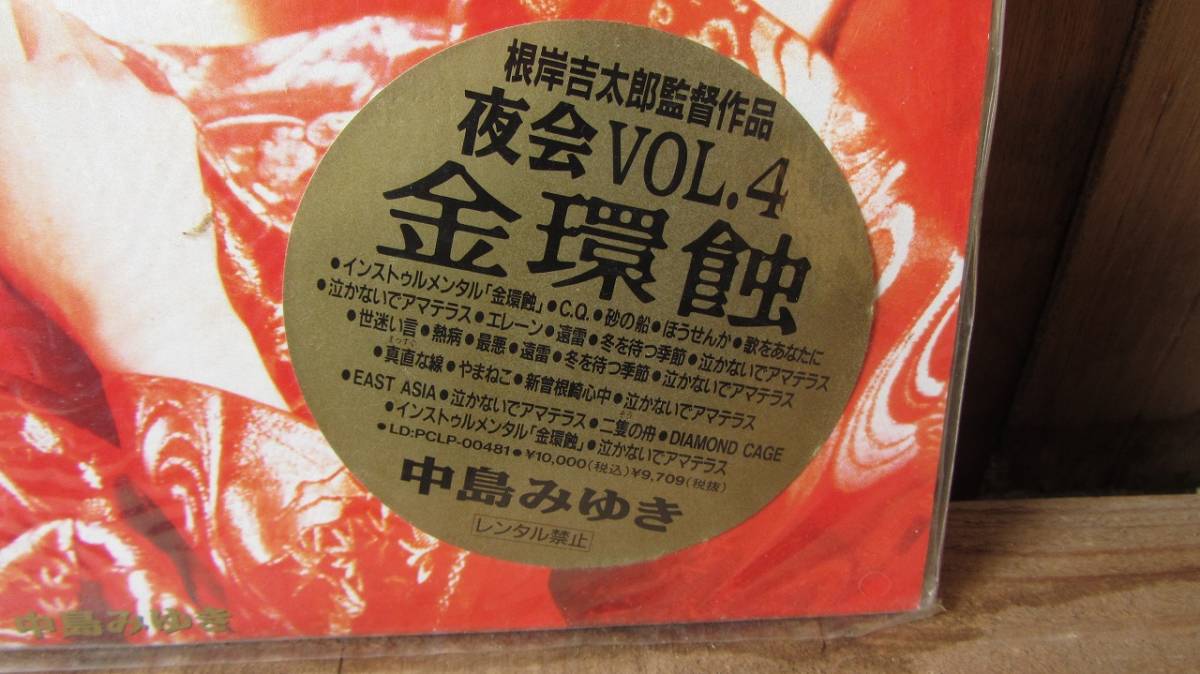 根岸吉太郎監督作品
夜会VOL.4
金環蝕
●インストゥルメンタル「金環蝕」●C.Q.●砂の船●ほうせんか●歌をあなたに
●泣かないでアマテラス●エレーン●遠雷●冬を待つ季節●泣かないでアマテラス
●世迷い言●熱病●最悪●遠雷●冬を待つ季節●泣かないでアマテラス
まっすぐ
●真直な線●やまねこ●新曾根崎心中●泣かないでアマテラス
そう
●EAST ASIA●泣かないでアマテラス●二隻の舟●DIAMOND CAGE
●インストゥルメンタル「金環蝕」●泣かないでアマテラス
●LD:PCLP-00481●¥10,000(税込)¥9,709(税抜)
中島みゆき
レンタル禁止
中島みゆき